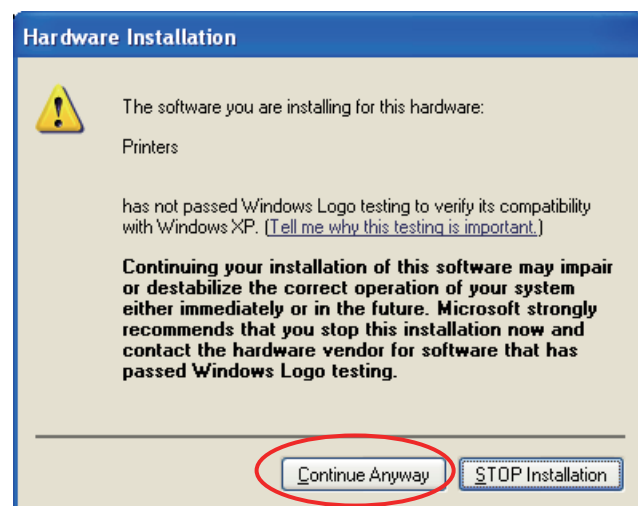 Hardware Installation
The software you are installing for this hardware:
Printers
has not passed Windows Logo testing to verify its compatibility
with Windows XP. (Tell me why this testing is important.)
Continuing your installation of this software may impair
or destabilize the correct operation of your system
either immediately or in the future. Microsoft strongly
recommends that you stop this installation now and
contact the hardware vendor for software that has
passed Windows Logo testing.
Continue Anyway STOP Installation